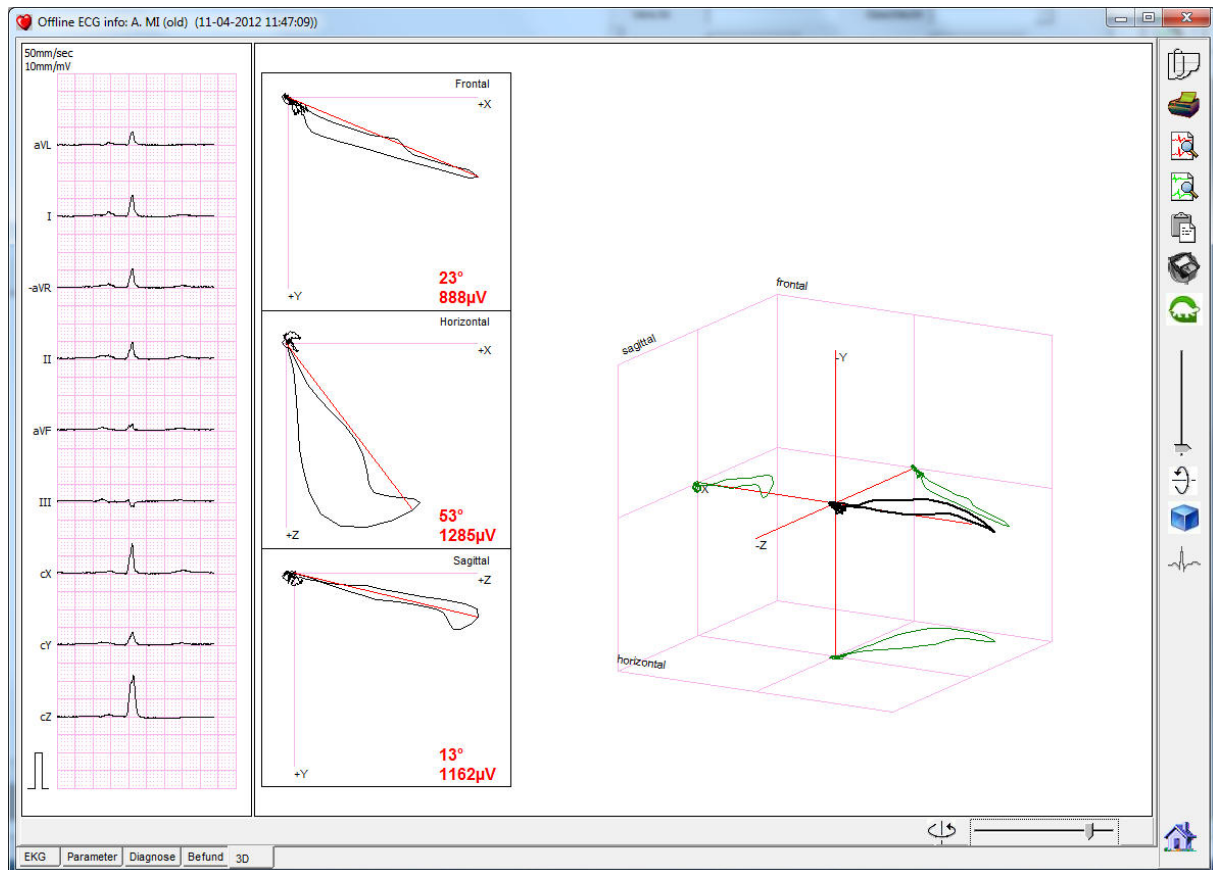 Offline ECG info: A. MI (old) (11-04-2012 11:47:09))
50mm/sec
10mm/mV
aVL
I
-aVR
II
aVF
III
cX
cY
cZ
Frontal
+X
+Y
23°
888µV
Horizontal
+X
+Z
53°
1285µV
Sagittal
+Z
+Y
13°
1162µV
frontal
sagittal
-Y
X
-Z
horizontal
EKG
Parameter
Diagnose
Befund
3D